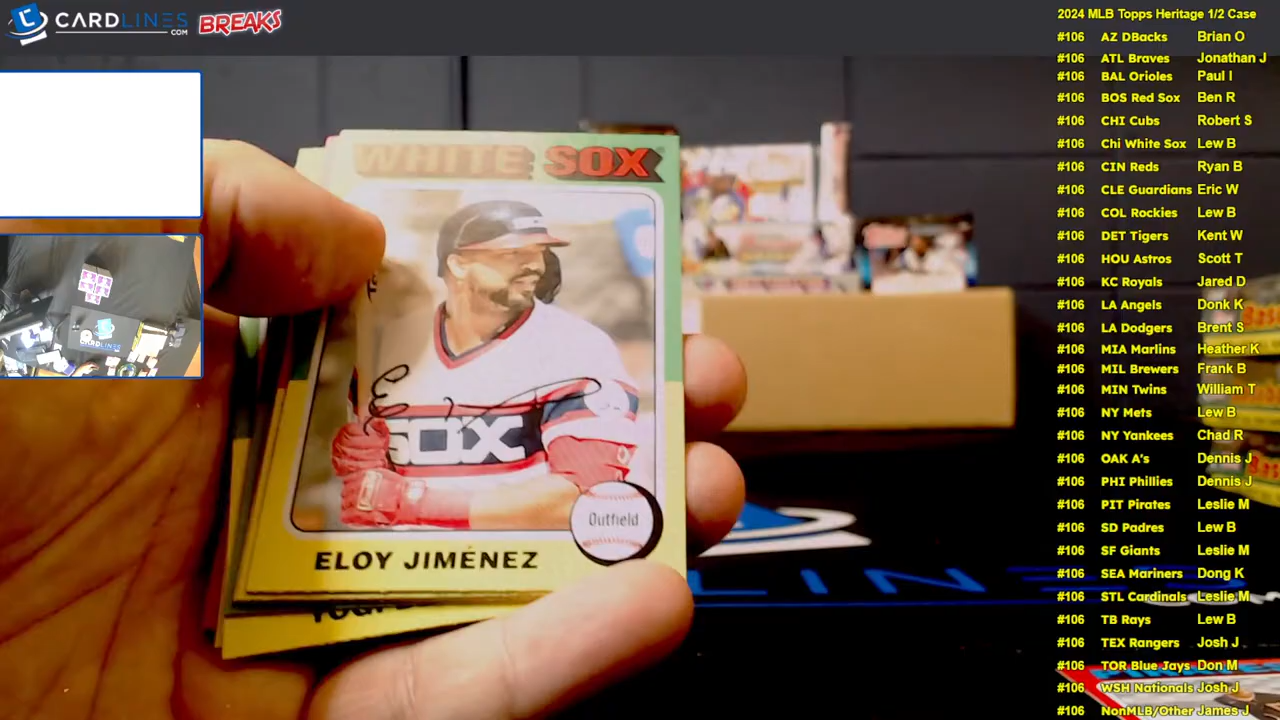 CARDLINES
.COM
BREAKS
WHITE SOX
SOX
Outfield
ELOY JIMÉNEZ
2024 MLB Topps Heritage 1/2 Case
#106 AZ DBacks Brian O
#106 ATL Braves Jonathan J
#106 BAL Orioles Paul I
#106 BOS Red Sox Ben R
#106 CHI Cubs Robert S
#106 Chi White Sox Lew B
#106 CIN Reds Ryan B
#106 CLE Guardians Eric W
#106 COL Rockies Lew B
#106 DET Tigers Kent W
#106 HOU Astros Scott T
#106 KC Royals Jared D
#106 LA Angels Donk K
#106 LA Dodgers Brent S
#106 MIA Marlins Heather K
#106 MIL Brewers Frank B
#106 MIN Twins William T
#106 NY Mets Lew B
#106 NY Yankees Chad R
#106 OAK A's Dennis J
#106 PHI Phillies Dennis J
#106 PIT Pirates Leslie M
#106 SD Padres Lew B
#106 SF Giants Leslie M
#106 SEA Mariners Dong K
#106 STL Cardinals Leslie M
#106 TB Rays Lew B
#106 TEX Rangers Josh J
#106 TOR Blue Jays Don M
#106 WSH Nationals Josh J
#106 NonMLB/Other James J